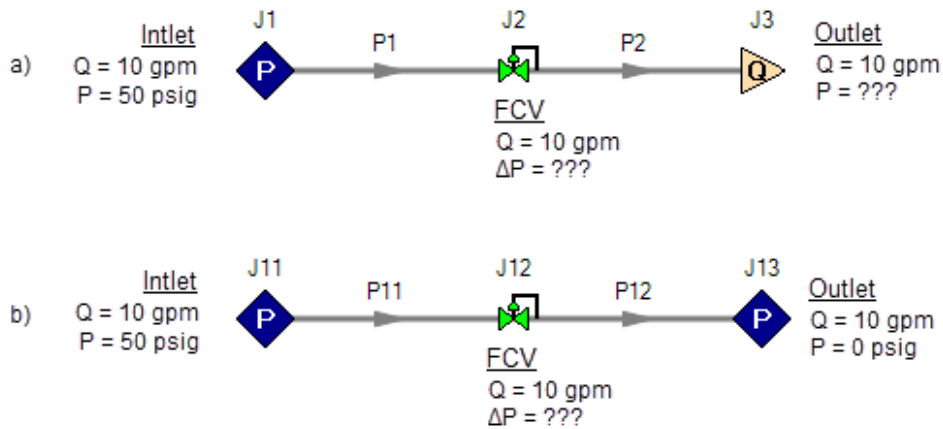 J1
J2
J3
Intlet
P1
P2
Outlet
a)
Q = 10 gpm
P
Q
Q = 10 gpm
P = 50 psig
P = ???
FCV
Q = 10 gpm
ΔP = ???
J11
J12
J13
Intlet
P11
P12
Outlet
b)
Q = 10 gpm
P
P
Q = 10 gpm
P = 50 psig
P = 0 psig
FCV
Q = 10 gpm
ΔP = ???